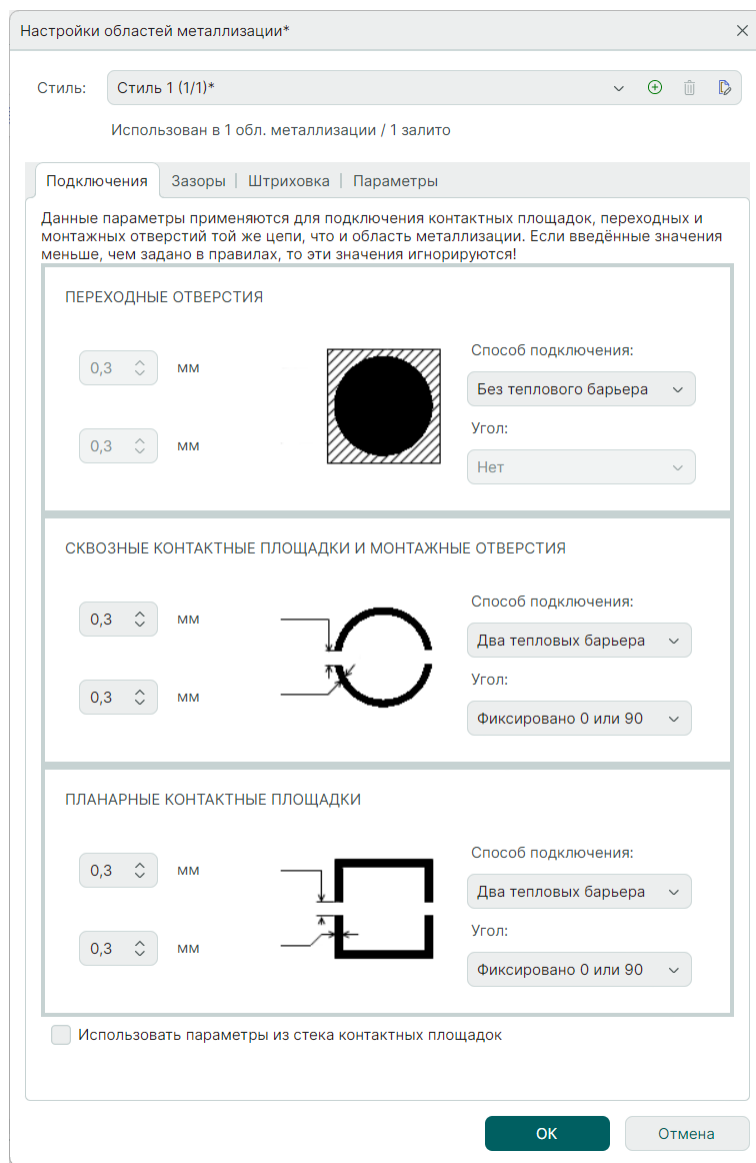 Настройки областей металлизации*
Стиль: Стиль 1 (1/1)*
Использован в 1 обл. металлизации / 1 залито
Подключения Зазоры | Штриховка | Параметры
Данные параметры применяются для подключения контактных площадок, переходных и
монтажных отверстий той же цепи, что и область металлизации. Если введённые значения
меньше, чем задано в правилах, то эти значения игнорируются!
ПЕРЕХОДНЫЕ ОТВЕРСТИЯ
Способ подключения:
0,3 мм
Без теплового барьера
Угол:
0,3 мм
Нет
СКВОЗНЫЕ КОНТАКТНЫЕ ПЛОЩАДКИ И МОНТАЖНЫЕ ОТВЕРСТИЯ
Способ подключения:
0,3 мм
Два тепловых барьера
Угол:
0,3 мм
Фиксировано 0 или 90
ПЛАНАРНЫЕ КОНТАКТНЫЕ ПЛОЩАДКИ
Способ подключения:
0,3 мм
Два тепловых барьера
Угол:
0,3 мм
Фиксировано 0 или 90
Использовать параметры из стека контактных площадок
ОК Отмена